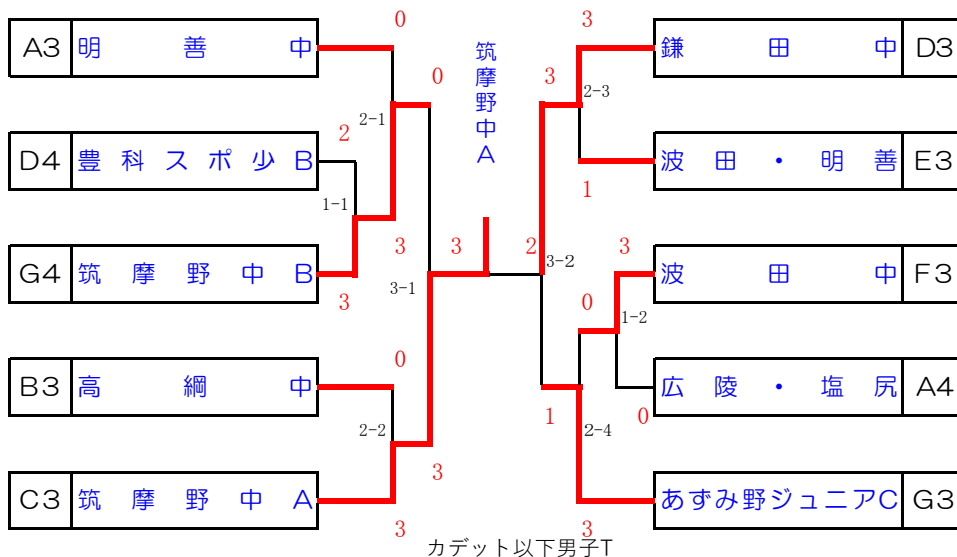 0
3
A3 明善中
筑摩野中A
鎌田中 D3
0
3
2-3
2-1
2
D4 豊科スポ少B
波田・明善 E3
1-1
1
3
3
2
3
G4 筑摩野中B
3-2
波田中 F3
3-1
3
0
1-2
0
B3 高綱中
広陵・塩尻 A4
2-2
1
2-4
0
3
C3 筑摩野中A
あずみ野ジュニアC G3
3
3
カデット以下男子T